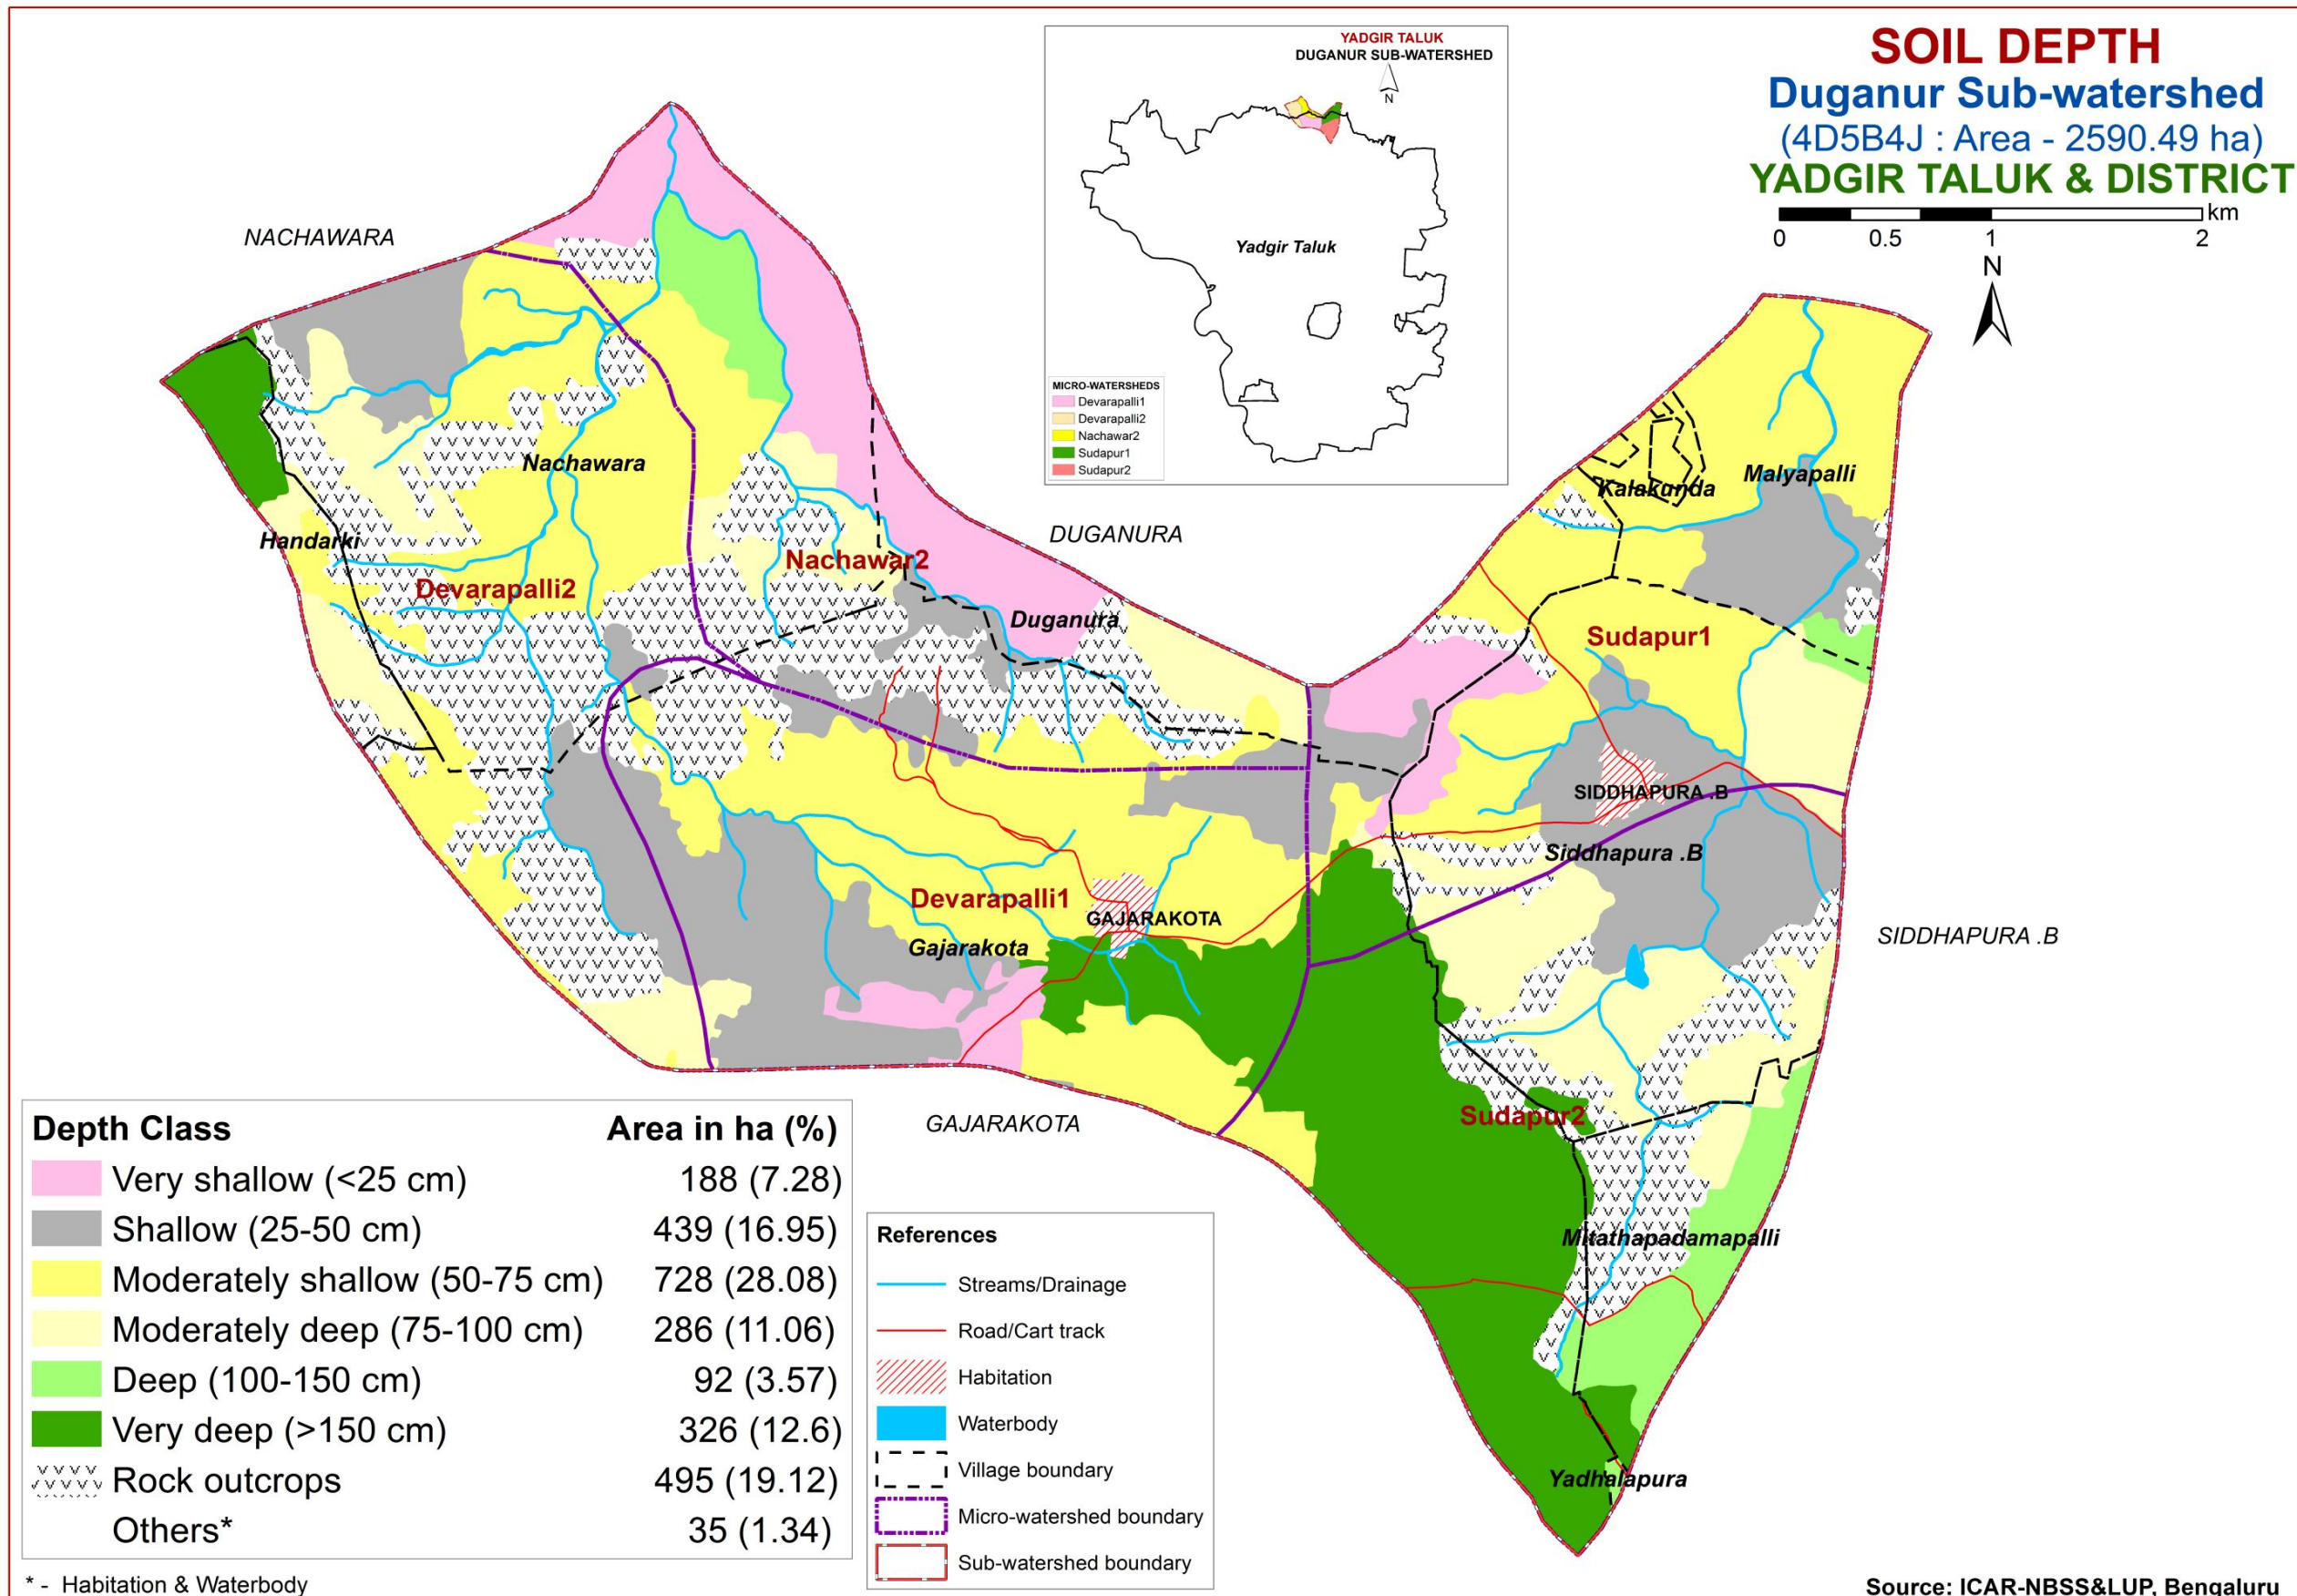 SOIL DEPTH
Duganur Sub-watershed
(4D5B4J : Area - 2590.49 ha)
YADGIR TALUK & DISTRICT
km
0 0.5 1 2
N
YADGIR TALUK
DUGANUR SUB-WATERSHED
N
Yadgir Taluk
MICRO-WATERSHEDS
Devarapalli1
Devarapalli2
Nachawar2
Sudapur1
Sudapur2
NACHAWARA
DUGANURA
Nachawara
Handarki
Devarapalli2
Nachawar2
Duganura
Kalakunda
Malyapalli
Sudapur1
SIDDHAPURA .B
Siddhapura .B
Devarapalli1
GAJARAKOTA
Gajarakota
SIDDHAPURA .B
GAJARAKOTA
Sudapur2
Mitathapadamapalli
Yadhalapura
Depth Class Area in ha (%)
Very shallow (<25 cm) 188 (7.28)
Shallow (25-50 cm) 439 (16.95)
Moderately shallow (50-75 cm) 728 (28.08)
Moderately deep (75-100 cm) 286 (11.06)
Deep (100-150 cm) 92 (3.57)
Very deep (>150 cm) 326 (12.6)
Rock outcrops 495 (19.12)
Others* 35 (1.34)
* - Habitation & Waterbody
References
Streams/Drainage
Road/Cart track
Habitation
Waterbody
Village boundary
Micro-watershed boundary
Sub-watershed boundary
Source: ICAR-NBSS&LUP, Bengaluru